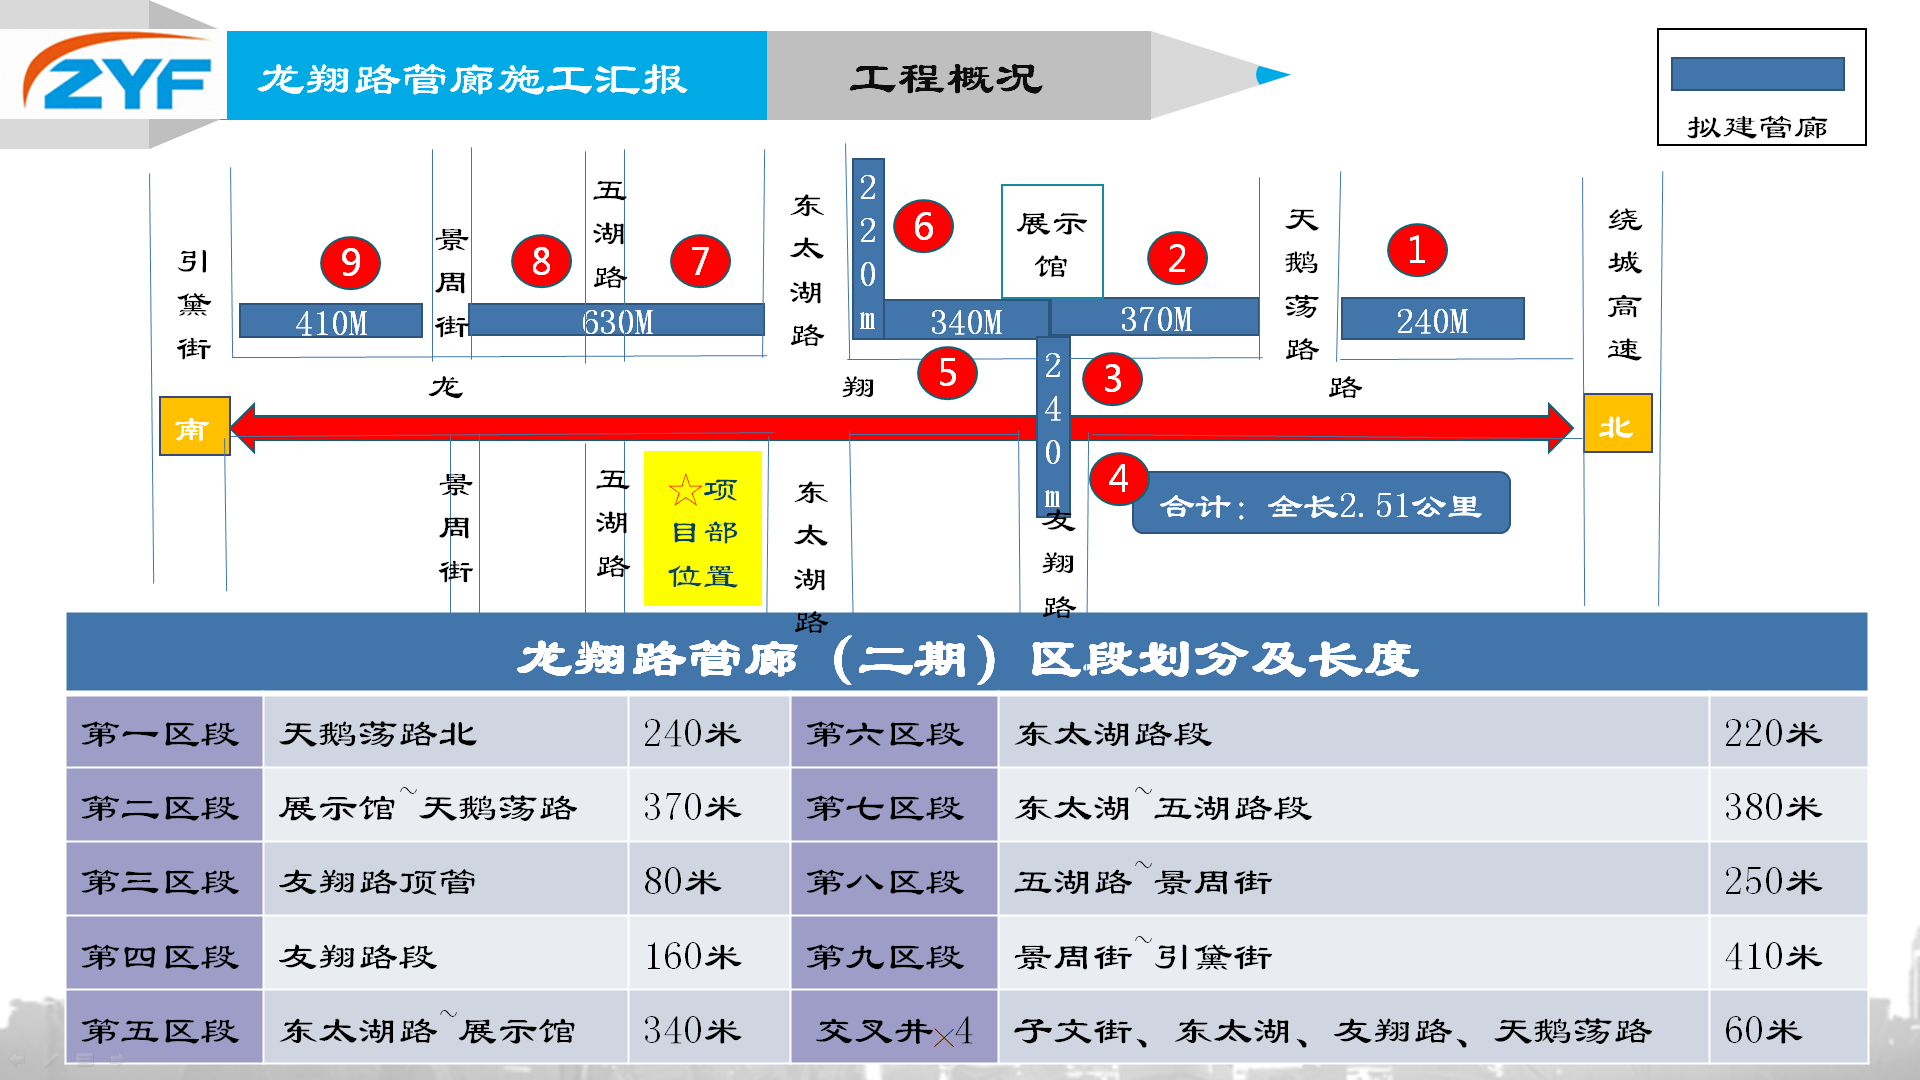 ZYF
龙翔路管廊施工汇报
工程概况
拟建管廊
引黛街
景周街
五湖路
东太湖路
天鹅荡路
绕城高速
展示
馆
9
8
7
6
2
1
410M
630M
220m
340M
370M
240M
5
240m
3
龙
翔
路
南
北
4
合计：全长2.51公里
景周街
五湖路
☆项
目部
位置
东太湖路
友翔路
龙翔路管廊（二期）区段划分及长度
第一区段 天鹅荡路北 240米 第六区段 东太湖路段 220米
第二区段 展示馆~天鹅荡路 370米 第七区段 东太湖~五湖路段 380米
第三区段 友翔路顶管 80米 第八区段 五湖路~景周街 250米
第四区段 友翔路段 160米 第九区段 景周街~引黛街 410米
第五区段 东太湖路~展示馆 340米 交叉井×4 子文街、东太湖、友翔路、天鹅荡路 60米